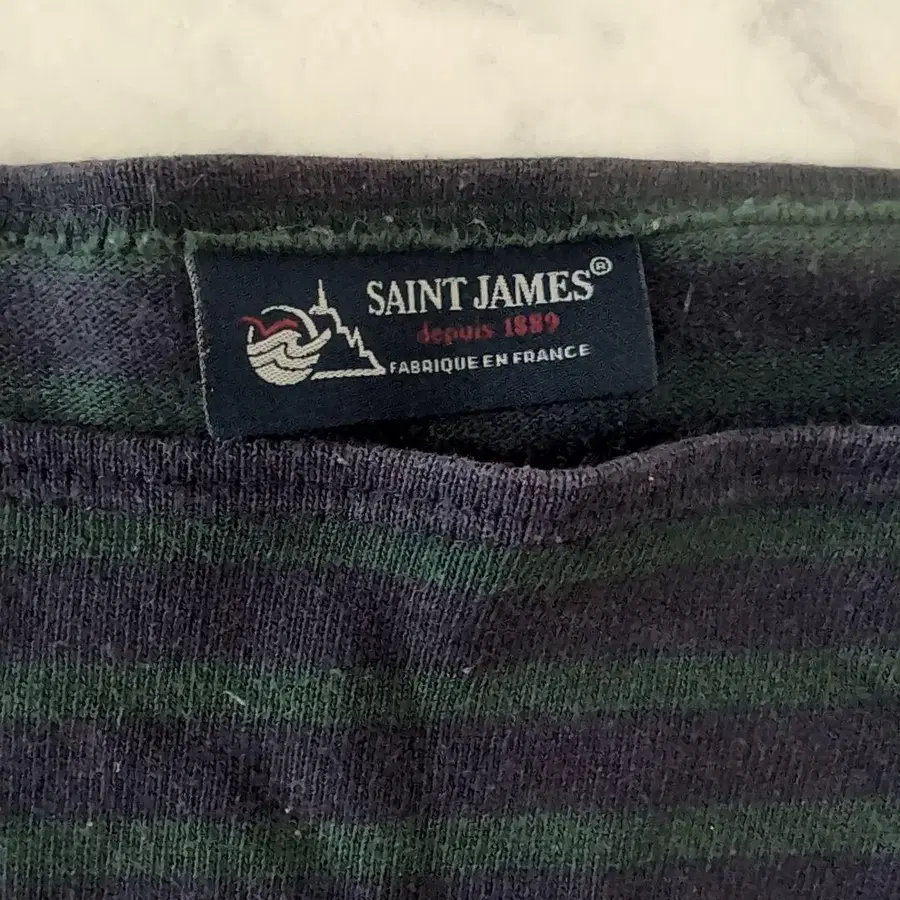 SAINT JAMES®
depuis 1889
FABRIQUE EN FRANCE